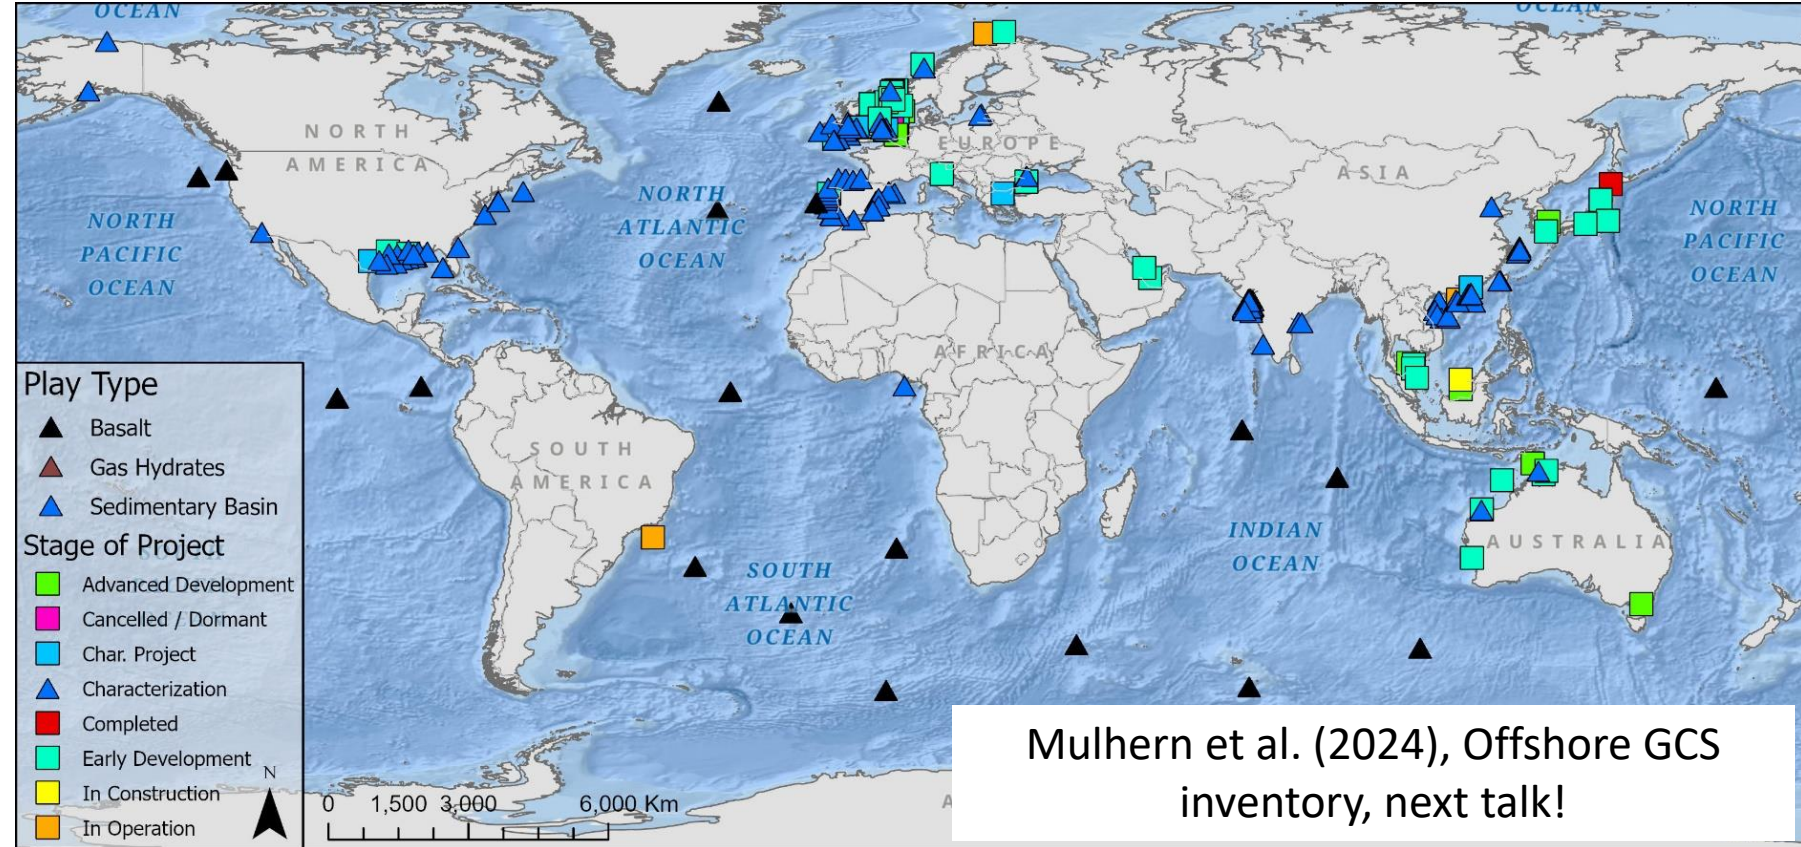 OCEAN
OCEAN
NORTH
AMERICA
EUROPE
ASIA
NORTH
PACIFIC
OCEAN
NORTH
ATLANTIC
OCEAN
NORTH
PACIFIC
OCEAN
AFRICA
SOUTH
AMERICA
INDIAN
OCEAN
AUSTRALIA
SOUTH
ATLANTIC
OCEAN
Play Type
Basalt
Gas Hydrates
Sedimentary Basin
Stage of Project
Advanced Development
Cancelled / Dormant
Char. Project
Characterization
Completed
Early Development
In Construction
In Operation
N
0 1,500 3,000 6,000 Km
A
Mulhern et al. (2024), Offshore GCS
inventory, next talk!